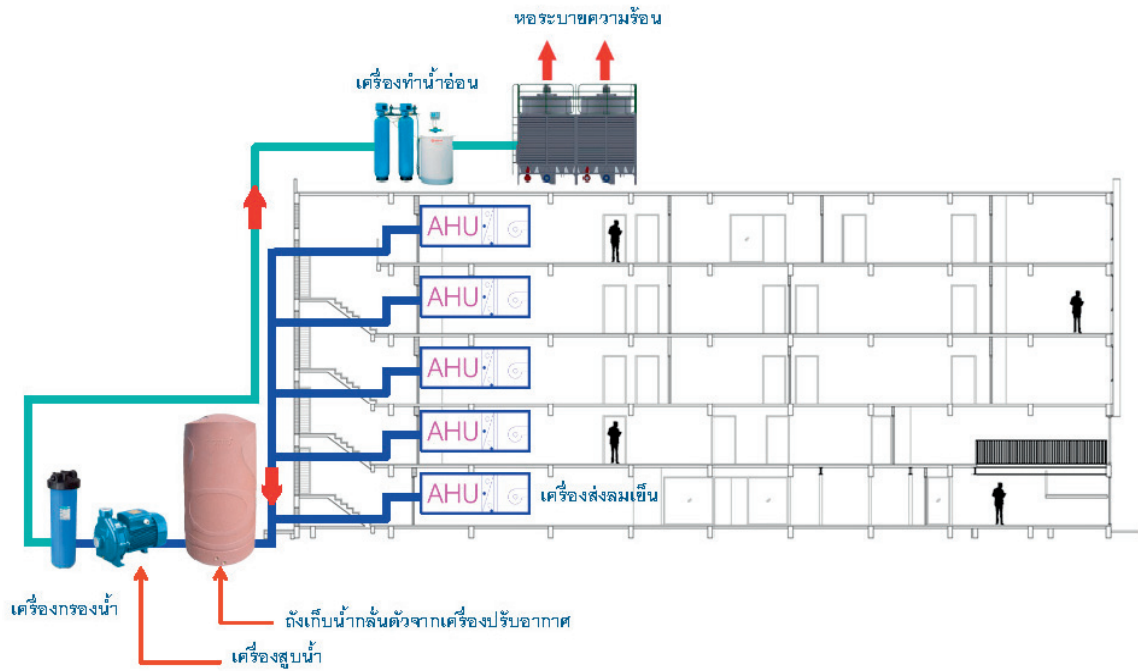 หอระบายความร้อน
เครื่องทำน้ำอ่อน
AHU
AHU
AHU
AHU
AHU
เครื่องส่งลมเย็น
เครื่องกรองน้ำ
ถังเก็บน้ำกลั่นตัวจากเครื่องปรับอากาศ
เครื่องสูบน้ำ